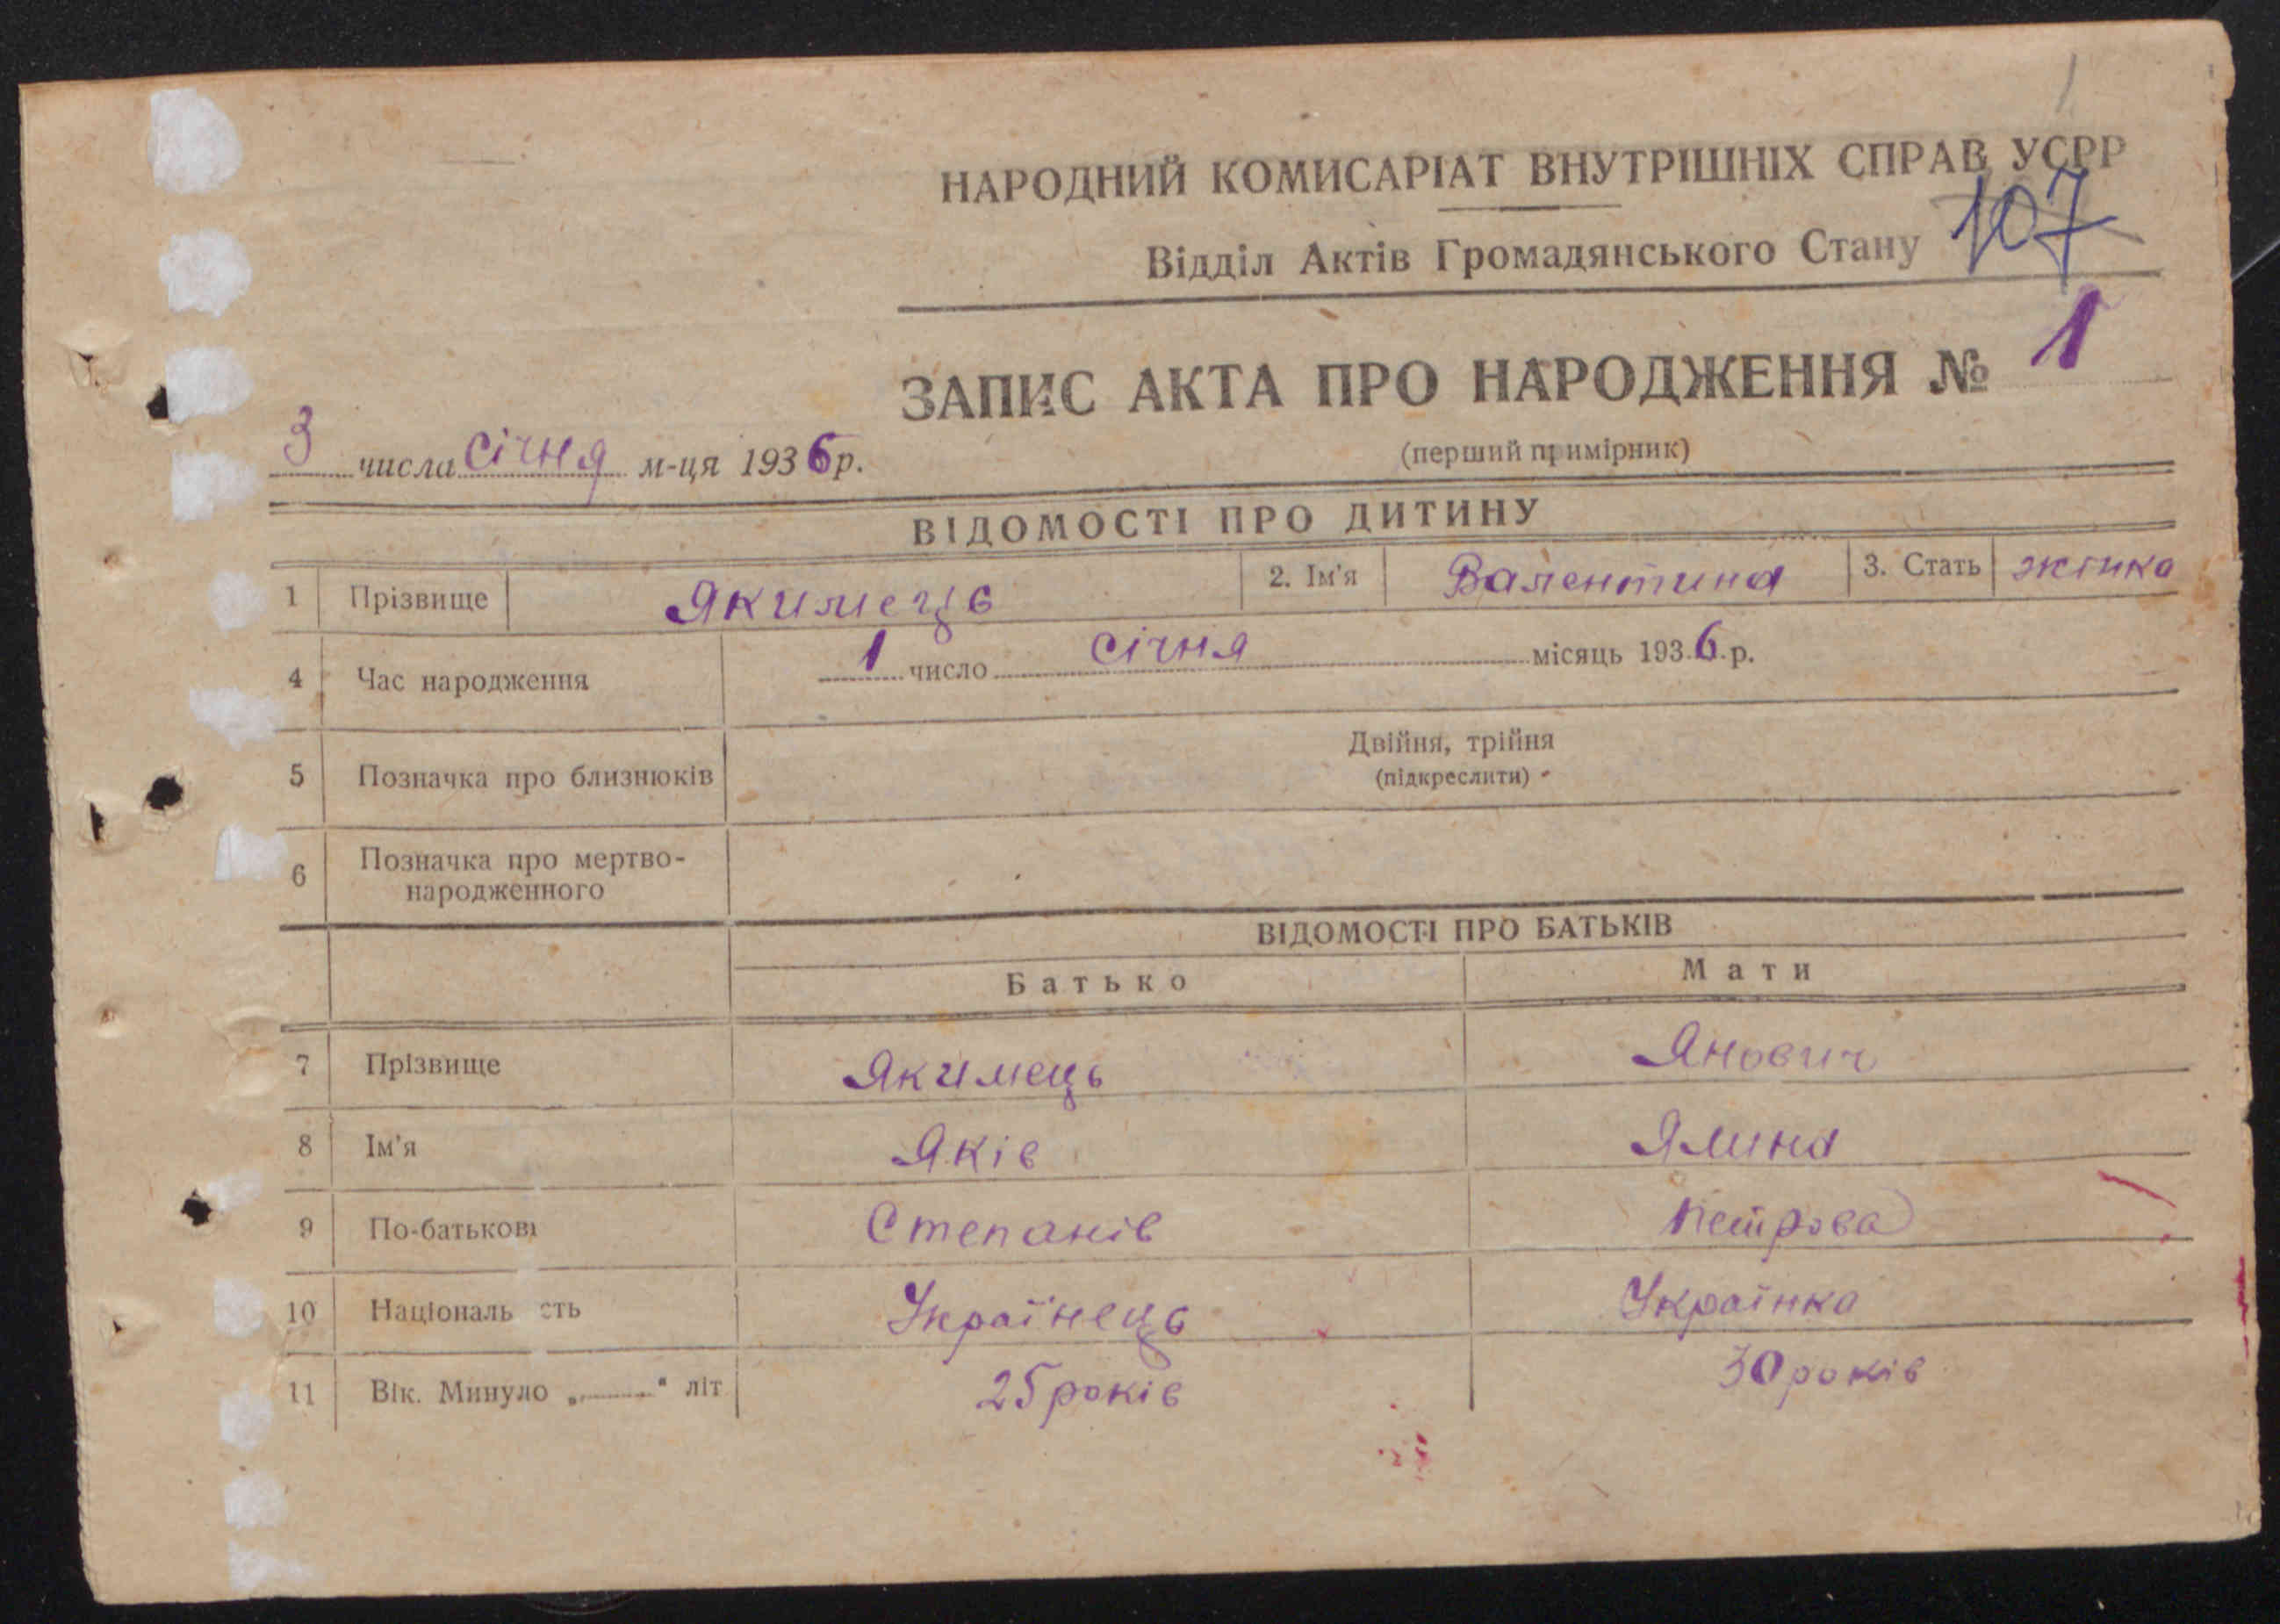 НАРОДНИЙ КОМИСАРІАТ ВНУТРІШНІХ СПРАВ УСРР
107
Відділ Актів Громадянського Стану
ЗАПИС АКТА ПРО НАРОДЖЕННЯ № 1
3 числа січня м-ця 1936 р.
(перший примірник)
ВІДОМОСТІ ПРО ДИТИНУ
1 Прізвище Якимець 2. Ім'я Валентина 3. Стать жінка
4 Час народження 1 число січня місяць 1936 р.
5 Позначка про близнюків Двійня, трійня
(підкреслити)
6 Позначка про мертво-
народженного
ВІДОМОСТІ ПРО БАТЬКІВ
Батько Мати
7 Прізвище Якимець Янович
8 Ім'я Яків Ялина
9 По-батькові Степанів Петрова
10 Національ сть Українець Українка
11 Вік. Минуло „ “ літ 25 років 30 років